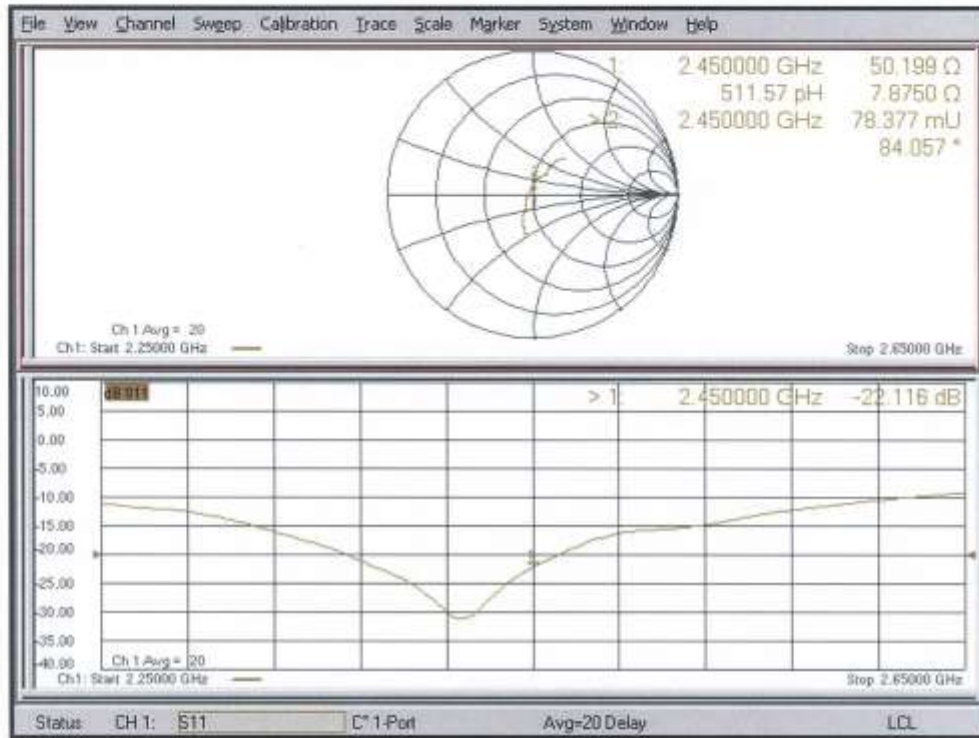 File View Channel Sweep Calibration Trace Scale Marker System Window Help
1: 2.450000 GHz 50.199 Ω
511.57 pH 7.8750 Ω
> 2: 2.450000 GHz 78.377 mU
84.057 °
Ch 1 Avg = 20
Ch1: Start 2.25000 GHz
Stop 2.65000 GHz
10.00
dB S11
> 1: 2.450000 GHz -22.116 dB
5.00
0.00
-5.00
-10.00
-15.00
-20.00
-25.00
-30.00
-35.00
-40.00
Ch 1 Avg = 20
Ch1: Start 2.25000 GHz
Stop 2.65000 GHz
Status CH 1: S11 C* 1-Port Avg=20 Delay LCL